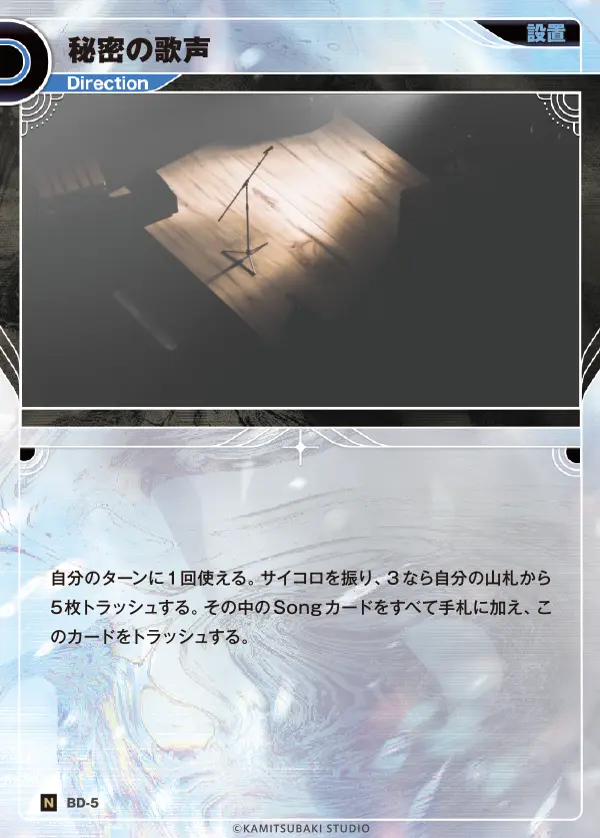 設置
秘密の歌声
Direction
自分のターンに1回使える。サイコロを振り、3なら自分の山札から
5枚トラッシュする。その中のSongカードをすべて手札に加え、こ
のカードをトラッシュする。
N BD-5
©KAMITSUBAKI STUDIO